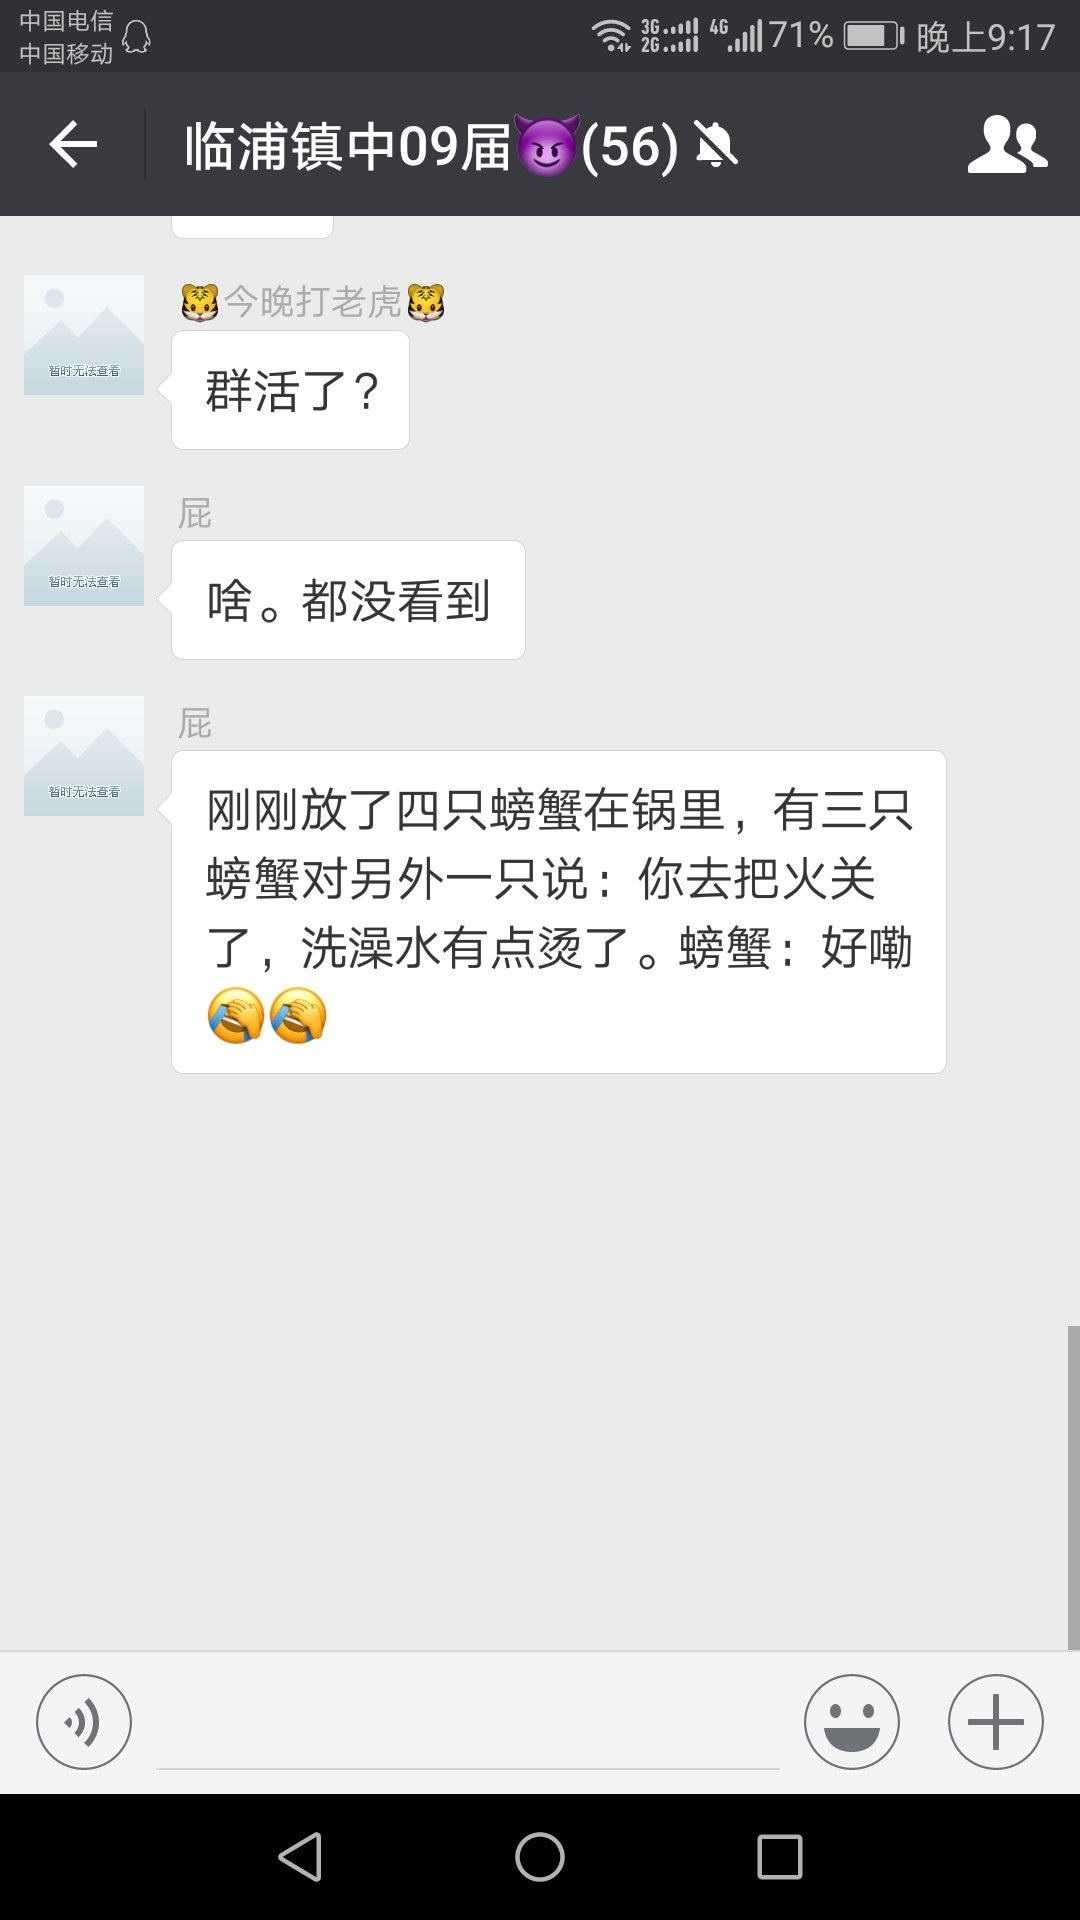 中国电信
中国移动
3G
2G
4G
71%
晚上9:17
临浦镇中09届😈(56)
🐯今晚打老虎🐯
暂时无法查看
群活了？
屁
暂时无法查看
啥。都没看到
屁
暂时无法查看
刚刚放了四只螃蟹在锅里，有三只
螃蟹对另外一只说：你去把火关
了，洗澡水有点烫了。螃蟹：好嘞